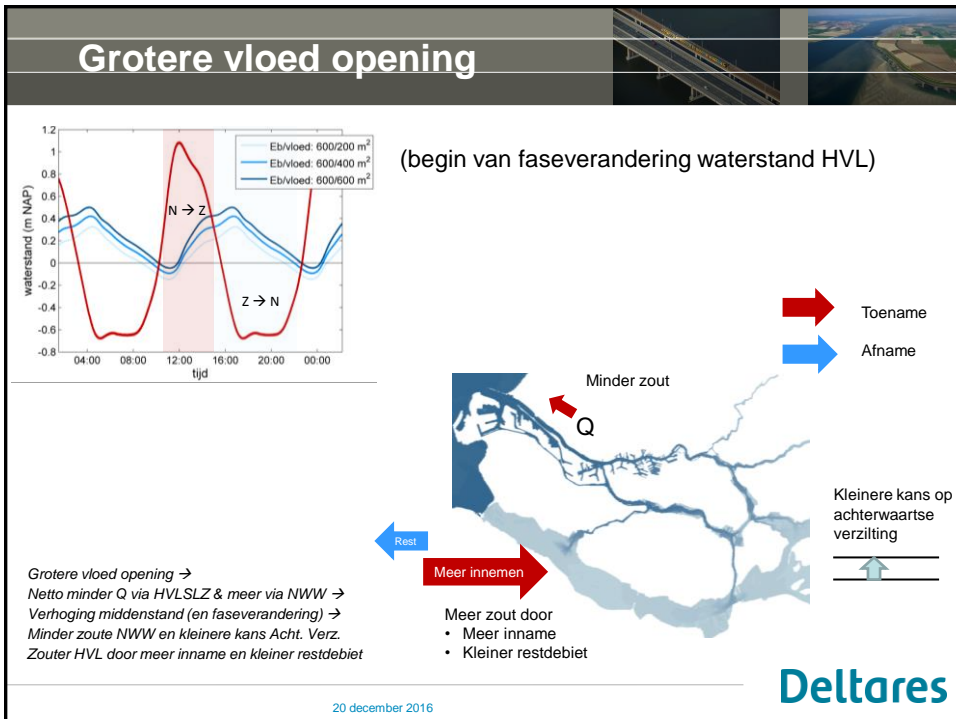 Grotere vloed opening
1.2
1
0.8
0.6
0.4
0.2
0
-0.2
-0.4
-0.6
-0.8
waterstand (m NAP)
Eb/vloed: 600/200 m²
Eb/vloed: 600/400 m²
Eb/vloed: 600/600 m²
N → Z
Z → N
04:00 08:00 12:00 16:00 20:00 00:00
tijd
(begin van faseverandering waterstand HVL)
Toename
Afname
Minder zout
Q
Kleinere kans op
achterwaartse
verzilting
Rest
Meer innemen
Meer zout door
• Meer inname
• Kleiner restdebiet
Grotere vloed opening →
Netto minder Q via HVLSLZ & meer via NWW →
Verhoging middenstand (en faseverandering) →
Minder zoute NWW en kleinere kans Acht. Verz.
Zouter HVL door meer inname en kleiner restdebiet
20 december 2016
Deltares